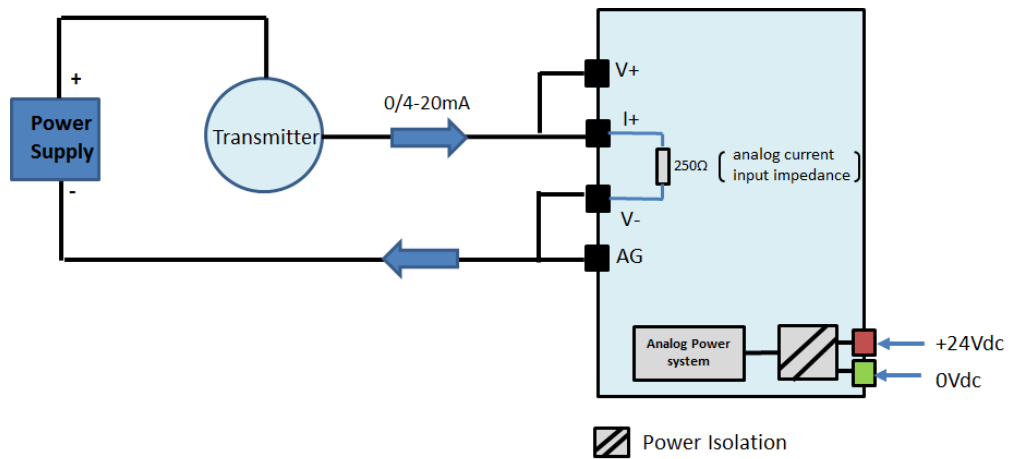 +
Power
Supply
-
Transmitter
0/4-20mA
V+
I+
250Ω
analog current
input impedance
V-
AG
Analog Power
system
+24Vdc
0Vdc
Power Isolation